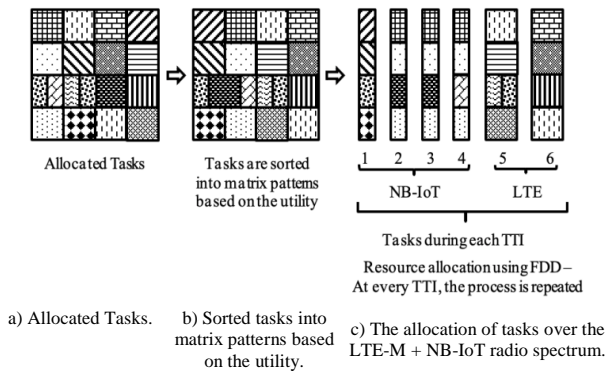 Allocated Tasks
Tasks are sorted
into matrix patterns
based on the utility
1 2 3 4 5 6
NB-IoT LTE
Tasks during each TTI
Resource allocation using FDD–
At every TTI, the process is repeated
a) Allocated Tasks.
b) Sorted tasks into
matrix patterns based
on the utility.
c) The allocation of tasks over the
LTE-M + NB-IoT radio spectrum.